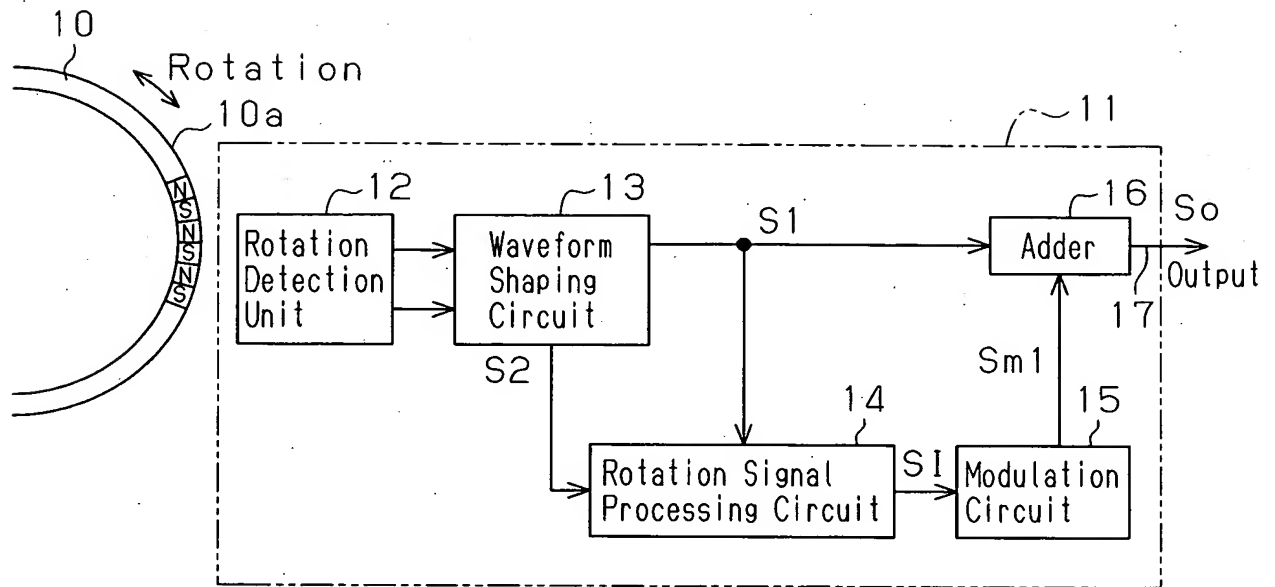 10
Rotation
10a
11
N
S
N
S
N
S
12
Rotation
Detection
Unit
13
Waveform
Shaping
Circuit
S1
16
Adder
So
Output
17
S2
Sm1
14
Rotation Signal
Processing Circuit
SI
15
Modulation
Circuit